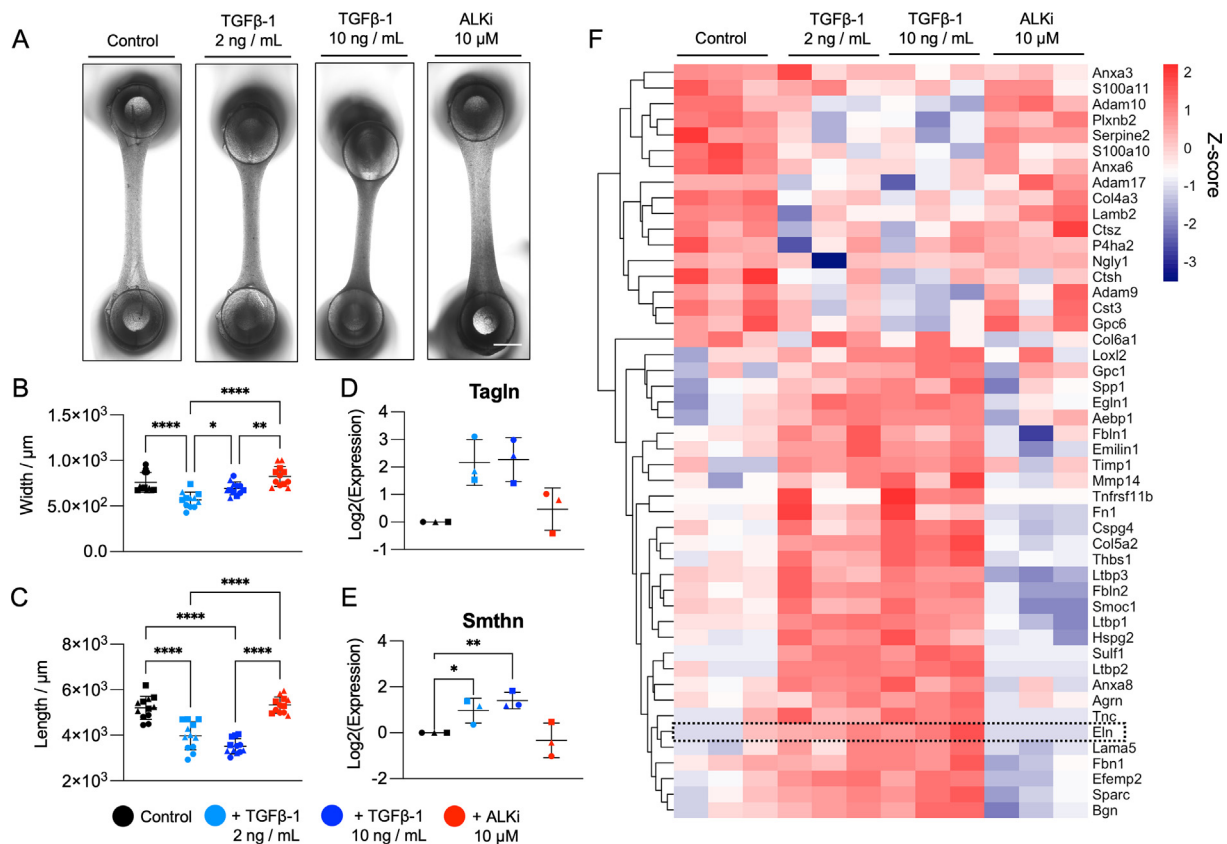 A
Control
TGFβ-1
2 ng / mL
TGFβ-1
10 ng / mL
ALKi
10 µM
B
Width / µm
1.5×10³
1.0×10³
5.0×10²
0.0
****
****
*
**
C
Length / µm
8×10³
6×10³
4×10³
2×10³
****
****
****
****
D
Tagln
Log2(Expression)
4
3
2
1
0
-1
E
Smthn
Log2(Expression)
4
2
0
-2
**
*
Control
+ TGFβ-1
2 ng / mL
+ TGFβ-1
10 ng / mL
+ ALKi
10 µM
F
Control
TGFβ-1
2 ng / mL
TGFβ-1
10 ng / mL
ALKi
10 µM
Anxa3
S100a11
Adam10
Plxnb2
Serpine2
S100a10
Anxa6
Adam17
Col4a3
Lamb2
Ctsz
P4ha2
Ngly1
Ctsh
Adam9
Cst3
Gpc6
Col6a1
Loxl2
Gpc1
Spp1
Egln1
Aebp1
Fbln1
Emilin1
Timp1
Mmp14
Tnfrsf11b
Fn1
Cspg4
Col5a2
Thbs1
Ltbp3
Fbln2
Smoc1
Ltbp1
Hspg2
Sulf1
Ltbp2
Anxa8
Agrn
Tnc
Eln
Lama5
Fbn1
Efemp2
Sparc
Bgn
2
1
0
-1
-2
-3
Z-score